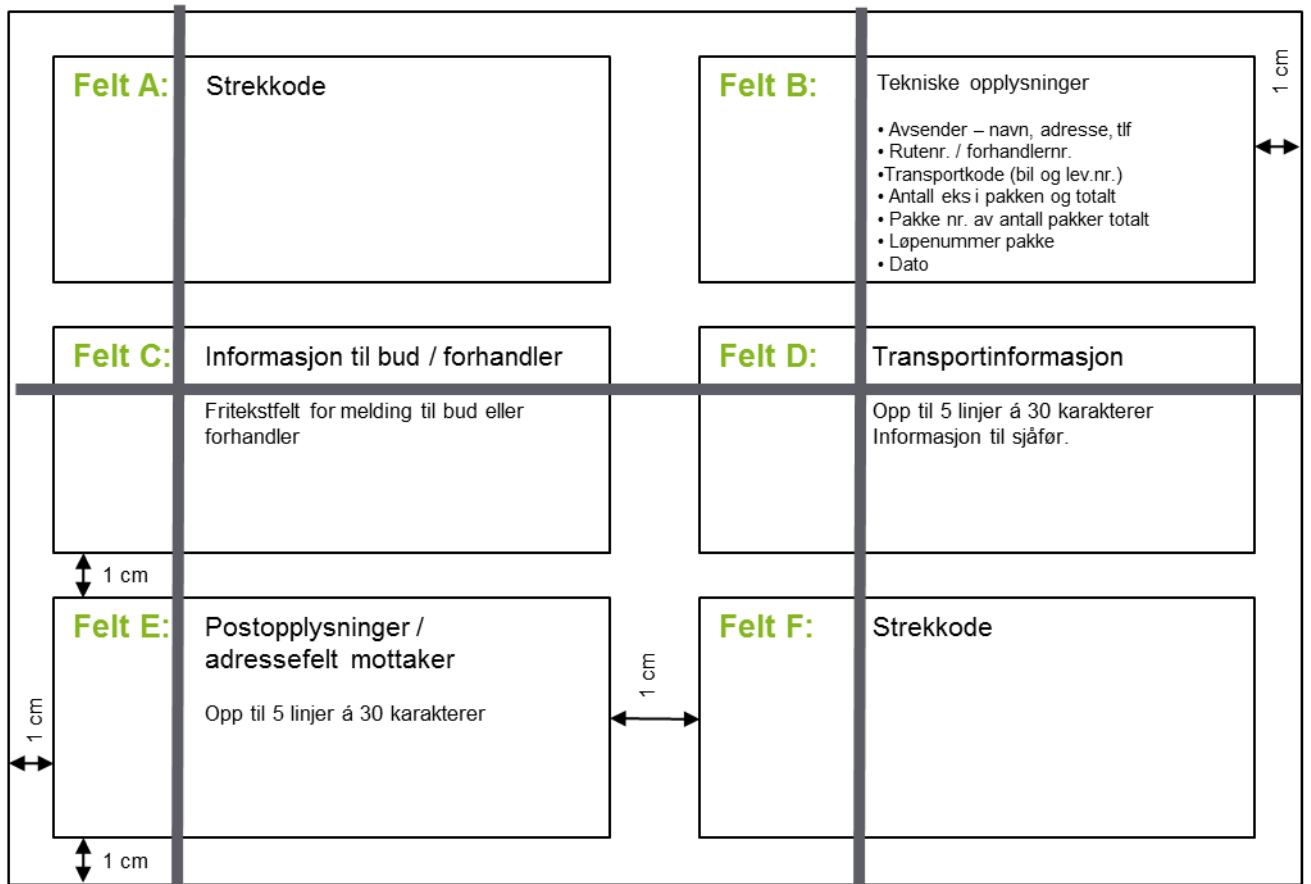 Felt A: Strekkode
Felt B: Tekniske opplysninger
• Avsender – navn, adresse, tlf
• Rutenr. / forhandlernr.
•Transportkode (bil og lev.nr.)
• Antall eks i pakken og totalt
• Pakke nr. av antall pakker totalt
• Løpenummer pakke
• Dato
1 cm
Felt C: Informasjon til bud / forhandler
Fritekstfelt for melding til bud eller
forhandler
Felt D: Transportinformasjon
Opp til 5 linjer á 30 karakterer
Informasjon til sjåfør.
1 cm
Felt E: Postopplysninger /
adressefelt mottaker
Opp til 5 linjer á 30 karakterer
1 cm
1 cm
Felt F: Strekkode
1 cm